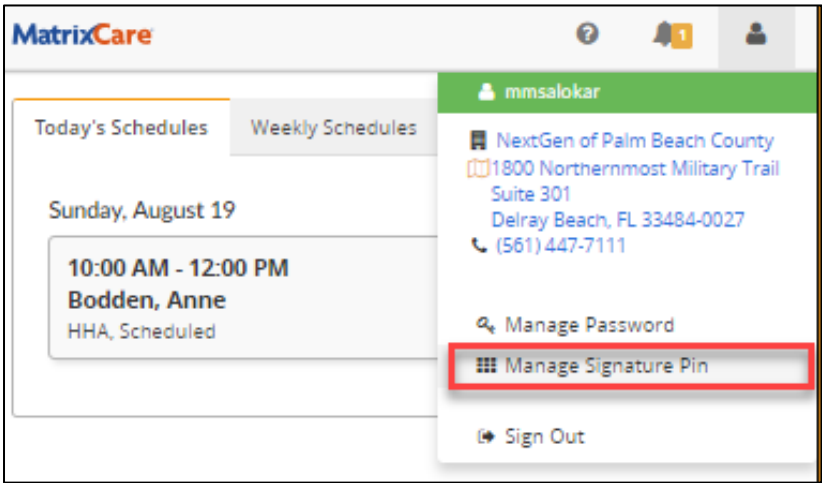 MatrixCare
1
mmsalokar
Today's Schedules
Weekly Schedules
NextGen of Palm Beach County
1800 Northernmost Military Trail
Suite 301
Delray Beach, FL 33484-0027
(561) 447-7111
Sunday, August 19
10:00 AM - 12:00 PM
Bodden, Anne
HHA, Scheduled
Manage Password
Manage Signature Pin
Sign Out